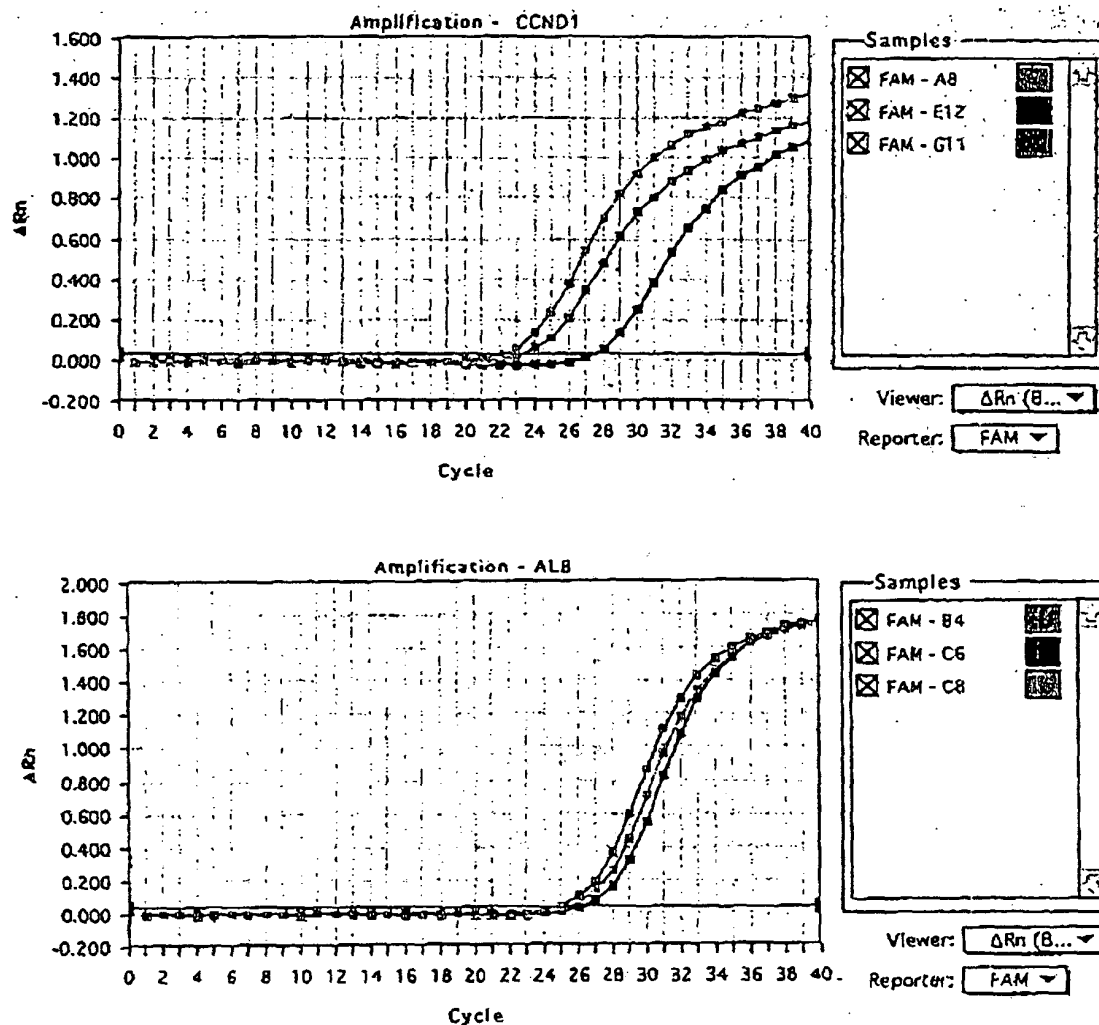 Amplification - CCND1
1.600
1.400
1.200
1.000
0.800
0.600
0.400
0.200
0.000
-0.200
ΔRn
0 2 4 6 8 10 12 14 16 18 20 22 24 26 28 30 32 34 36 38 40
Cycle
Samples
FAM - A8
FAM - E12
FAM - G11
Viewer: ΔRn (B...
Reporter: FAM
Amplification - ALB
2.000
1.800
1.600
1.400
1.200
1.000
0.800
0.600
0.400
0.200
0.000
-0.200
ΔRn
0 2 4 6 8 10 12 14 16 18 20 22 24 26 28 30 32 34 36 38 40
Cycle
Samples
FAM - B4
FAM - C6
FAM - C8
Viewer: ΔRn (B...
Reporter: FAM